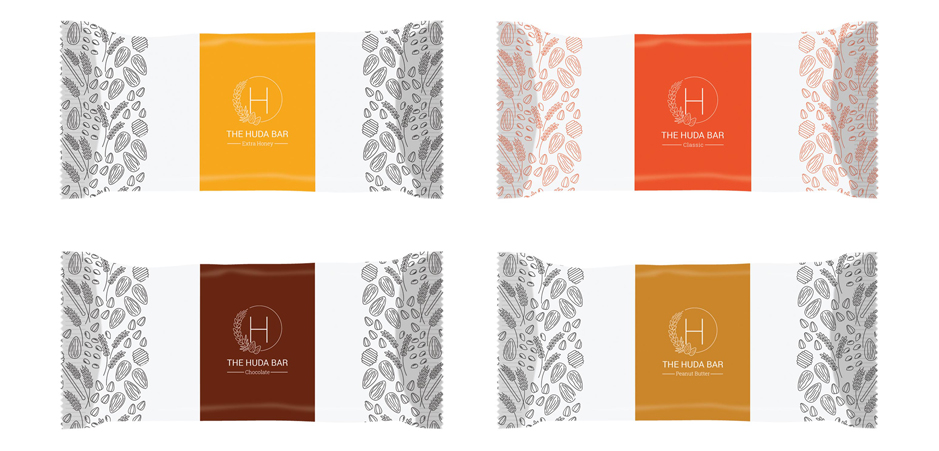 H
THE HUDA BAR
Extra Honey
H
THE HUDA BAR
Classic
H
THE HUDA BAR
Chocolate
H
THE HUDA BAR
Peanut Butter